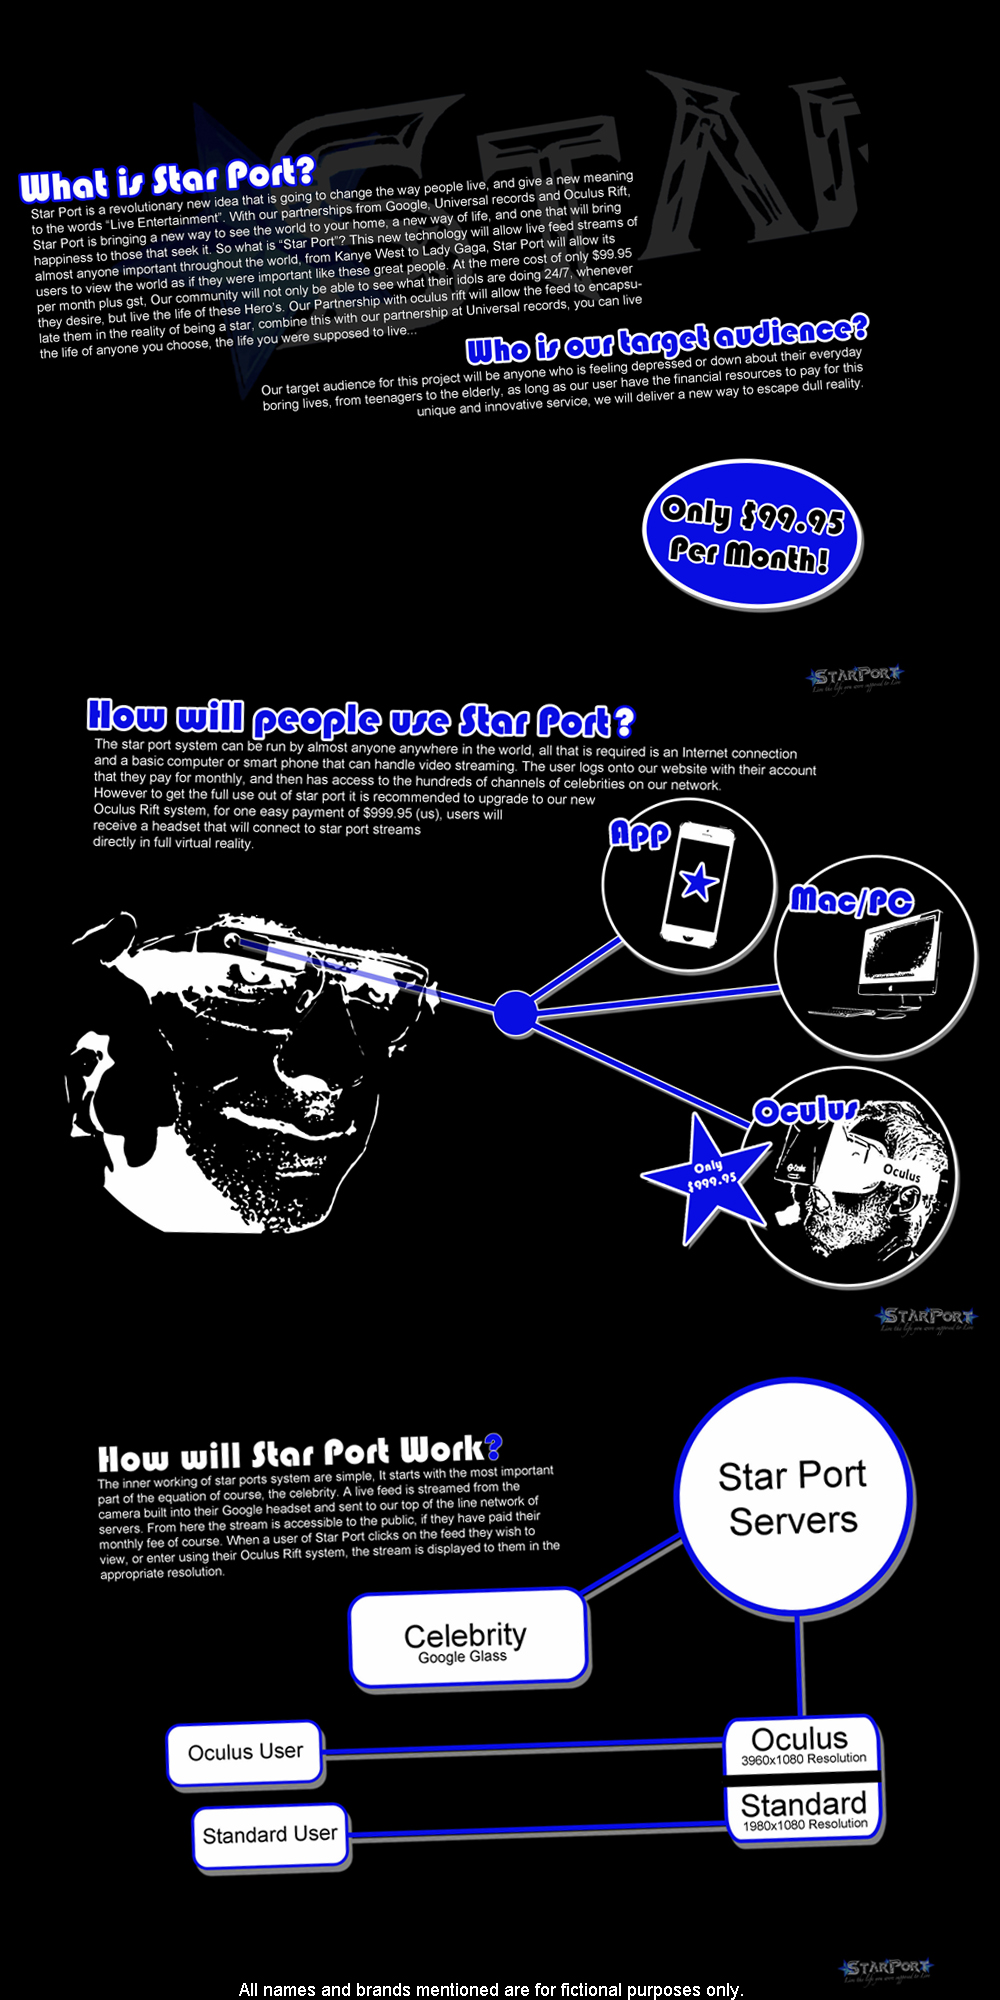 STAR
What is Star Port?
Star Port is a revolutionary new idea that is going to change the way people live, and give a new meaning
to the words “Live Entertainment”. With our partnerships from Google, Universal records and Oculus Rift,
Star Port is bringing a new way to see the world to your home, a new way of life, and one that will bring
happiness to those that seek it. So what is “Star Port”? This new technology will allow live feed streams of
almost anyone important throughout the world, from Kanye West to Lady Gaga, Star Port will allow its
users to view the world as if they were important like these great people. At the mere cost of only $99.95
per month plus gst, Our community will not only be able to see what their idols are doing 24/7, whenever
they desire, but live the life of these Hero's. Our Partnership with oculus rift will allow the feed to encapsu-
late them in the reality of being a star, combine this with our partnership at Universal records, you can live
the life of anyone you choose, the life you were supposed to live...
Who is our target audience?
Our target audience for this project will be anyone who is feeling depressed or down about their everyday
boring lives, from teenagers to the elderly, as long as our user have the financial resources to pay for this
unique and innovative service, we will deliver a new way to escape dull reality.
Only $99.95
Per Month!
STARPORT
Live the life you were supposed to Live
How will people use Star Port?
The star port system can be run by almost anyone anywhere in the world, all that is required is an Internet connection
and a basic computer or smart phone that can handle video streaming. The user logs onto our website with their account
that they pay for monthly, and then has access to the hundreds of channels of celebrities on our network.
However to get the full use out of star port it is recommended to upgrade to our new
Oculus Rift system, for one easy payment of $999.95 (us), users will
receive a headset that will connect to star port streams
directly in full virtual reality.
App
Mac/PC
Oculus
Oculus
Only
$999.95
STARPORT
Live the life you were supposed to Live
How will Star Port Work?
The inner working of star ports system are simple, It starts with the most important
part of the equation of course, the celebrity. A live feed is streamed from the
camera built into their Google headset and sent to our top of the line network of
servers. From here the stream is accessible to the public, if they have paid their
monthly fee of course. When a user of Star Port clicks on the feed they wish to
view, or enter using their Oculus Rift system, the stream is displayed to them in the
appropriate resolution.
Star Port
Servers
Celebrity
Google Glass
Oculus User
Oculus
3960x1080 Resolution
Standard User
Standard
1980x1080 Resolution
STARPORT
Live the life you were supposed to Live
All names and brands mentioned are for fictional purposes only.